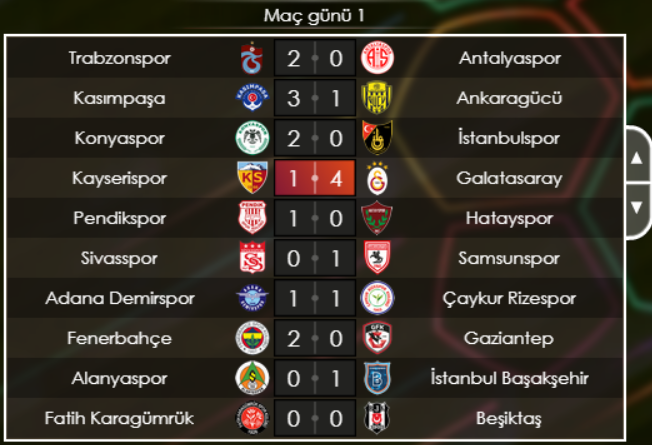 Maç günü 1
Trabzonspor 2 0 Antalyaspor
Kasımpaşa 3 1 Ankaragücü
Konyaspor 2 0 İstanbulspor
Kayserispor 1 4 Galatasaray
Pendikspor 1 0 Hatayspor
Sivasspor 0 1 Samsunspor
Adana Demirspor 1 1 Çaykur Rizespor
Fenerbahçe 2 0 Gaziantep
Alanyaspor 0 1 İstanbul Başakşehir
Fatih Karagümrük 0 0 Beşiktaş